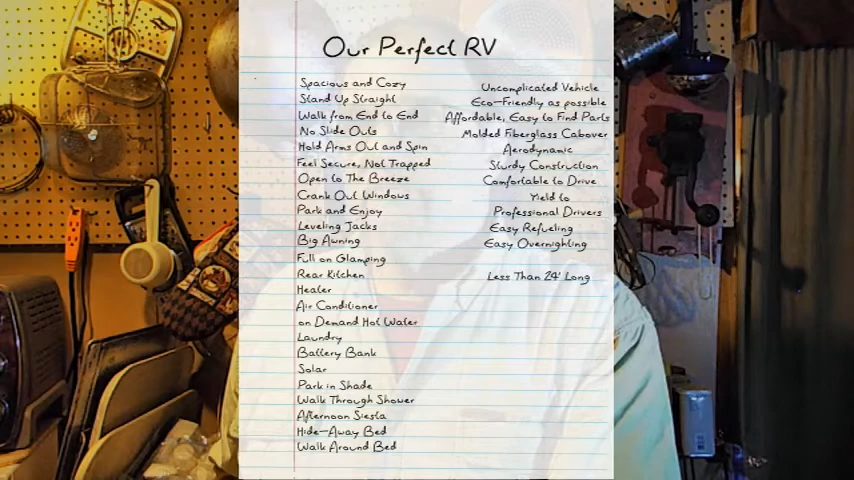 Our Perfect RV
Spacious and Cozy
Stand Up Straight
Walk from End to End
No Slide Outs
Hold Arms Out and Spin
Feel Secure, Not Trapped
Open to The Breeze
Crank Out Windows
Park and Enjoy
Leveling Jacks
Big Awning
Full on Glamping
Rear Kitchen
Heater
Air Conditioner
on Demand Hot Water
Laundry
Battery Bank
Solar
Park in Shade
Walk Through Shower
Afternoon Siesta
Hide-Away Bed
Walk Around Bed
Uncomplicated Vehicle
Eco-Friendly as possible
Affordable, Easy to Find Parts
Molded Fiberglass Cabover
Aerodynamic
Sturdy Construction
Comfortable to Drive
Yield to
Professional Drivers
Easy Refueling
Easy Overnighting
Less Than 24' Long